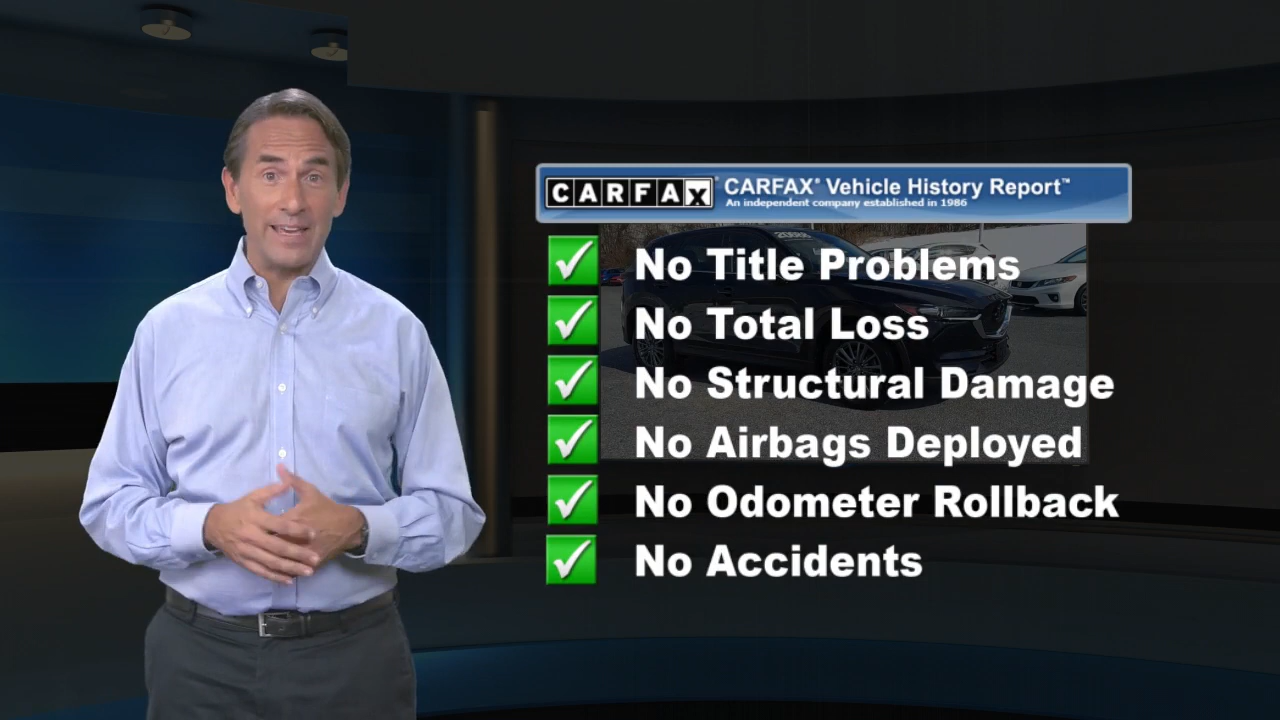 CARFAX® CARFAX® Vehicle History Report™
An independent company established in 1986
No Title Problems
No Total Loss
No Structural Damage
No Airbags Deployed
No Odometer Rollback
No Accidents